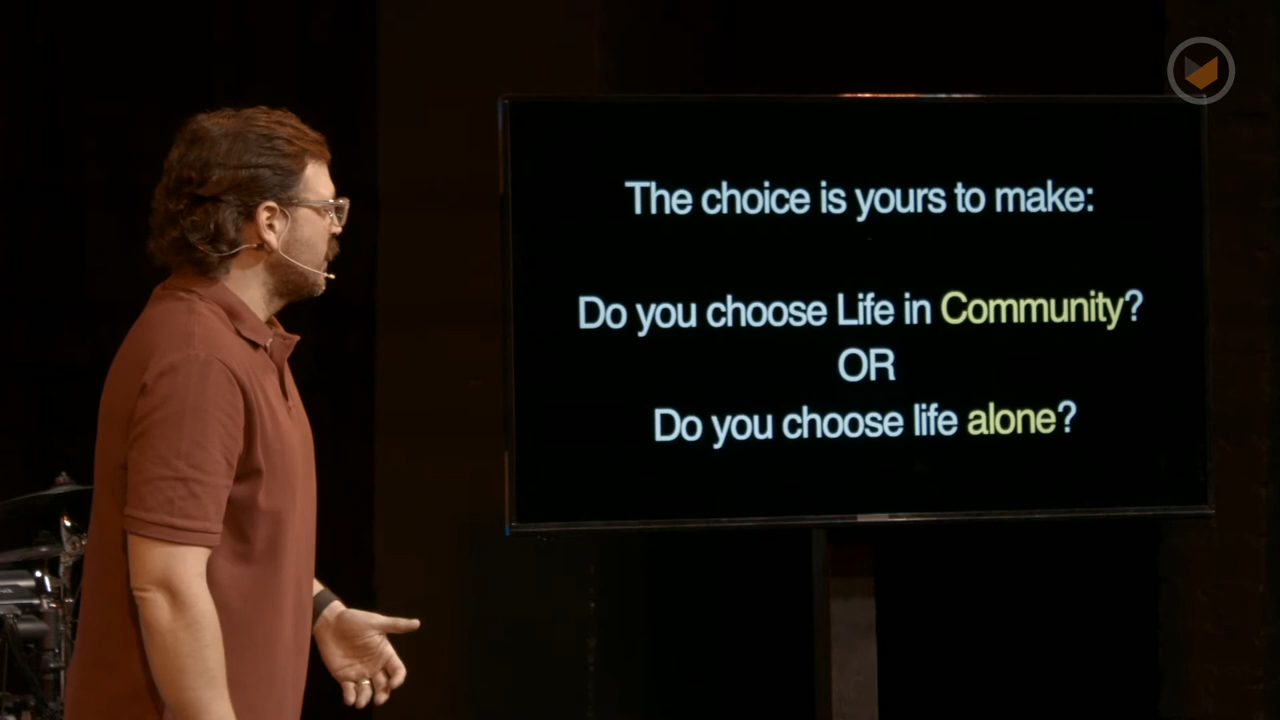 The choice is yours to make:
Do you choose Life in Community?
OR
Do you choose life alone?